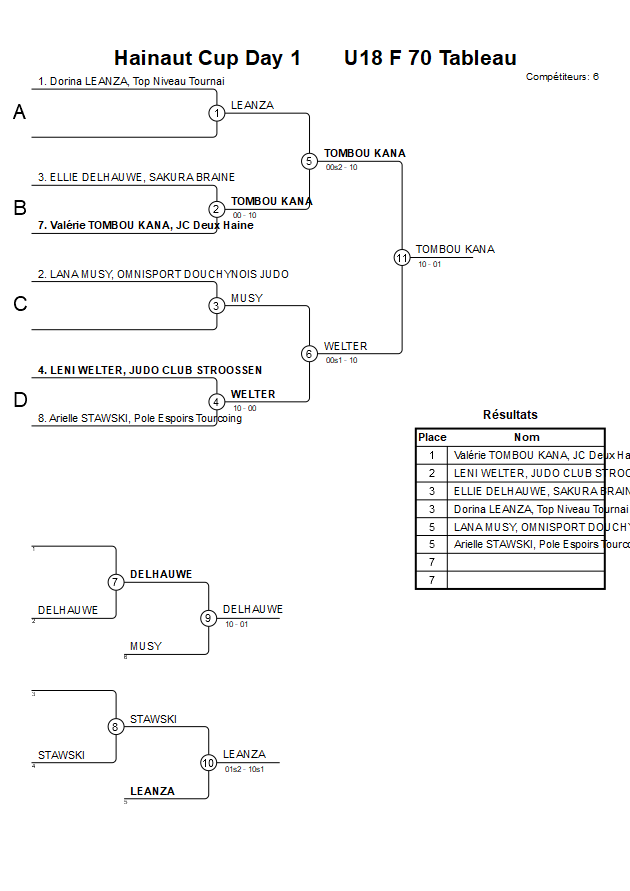 Hainaut Cup Day 1 U18 F 70 Tableau
Compétiteurs: 6
1. Dorina LEANZA, Top Niveau Tournai
A
1
LEANZA
5
TOMBOU KANA
00s2 - 10
3. ELLIE DELHAUWE, SAKURA BRAINE
B
2
TOMBOU KANA
00 - 10
7. Valérie TOMBOU KANA, JC Deux Haine
11
TOMBOU KANA
10 - 01
2. LANA MUSY, OMNISPORT DOUCHYNOIS JUDO
C
3
MUSY
6
WELTER
00s1 - 10
4. LENI WELTER, JUDO CLUB STROOSSEN
D
4
WELTER
10 - 00
8. Arielle STAWSKI, Pole Espoirs Tourcoing
Résultats
Place Nom
1 Valérie TOMBOU KANA, JC Deux Ha
2 LENI WELTER, JUDO CLUB STROO
3 ELLIE DELHAUWE, SAKURA BRAIN
3 Dorina LEANZA, Top Niveau Tournai
5 LANA MUSY, OMNISPORT DOUCHY
5 Arielle STAWSKI, Pole Espoirs Tourco
7
7
1
7
DELHAUWE
DELHAUWE
2
9
DELHAUWE
10 - 01
MUSY
6
3
8
STAWSKI
STAWSKI
4
10
LEANZA
01s2 - 10s1
LEANZA
5